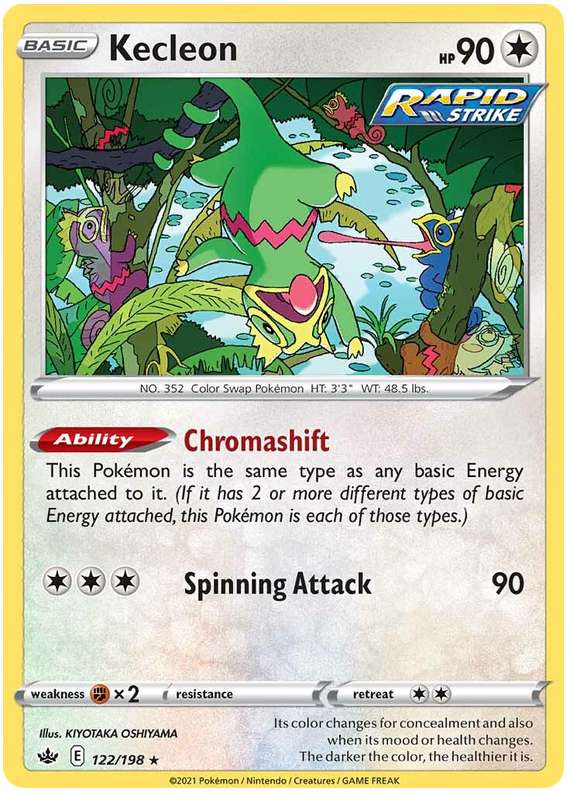 BASIC Kecleon HP 90
RAPID
STRIKE
NO. 352 Color Swap Pokémon HT: 3'3" WT: 48.5 lbs.
Ability Chromashift
This Pokémon is the same type as any basic Energy
attached to it. (If it has 2 or more different types of basic
Energy attached, this Pokémon is each of those types.)
Spinning Attack 90
weakness ×2 resistance retreat
Illus. KIYOTAKA OSHIYAMA
E 122/198 ★
Its color changes for concealment and also
when its mood or health changes.
The darker the color, the healthier it is.
©2021 Pokémon / Nintendo / Creatures / GAME FREAK